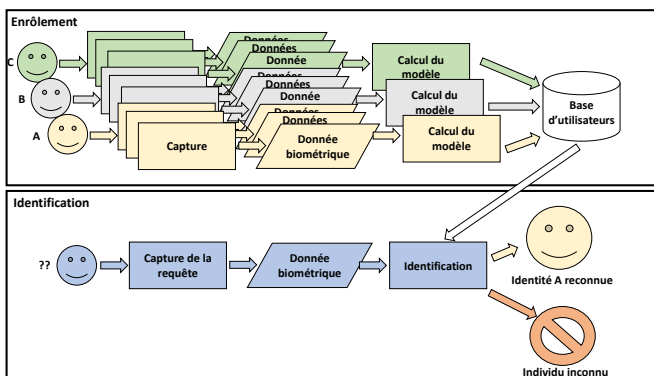 Enrôlement
C
Données
Données
Donnée
Calcul du
modèle
B
Données
Donnée
Calcul du
modèle
Base
d'utilisateurs
A
Données
Capture
Donnée
biométrique
Calcul du
modèle
Identification
??
Capture de la
requête
Donnée
biométrique
Identification
Identité A reconnue
Individu inconnu